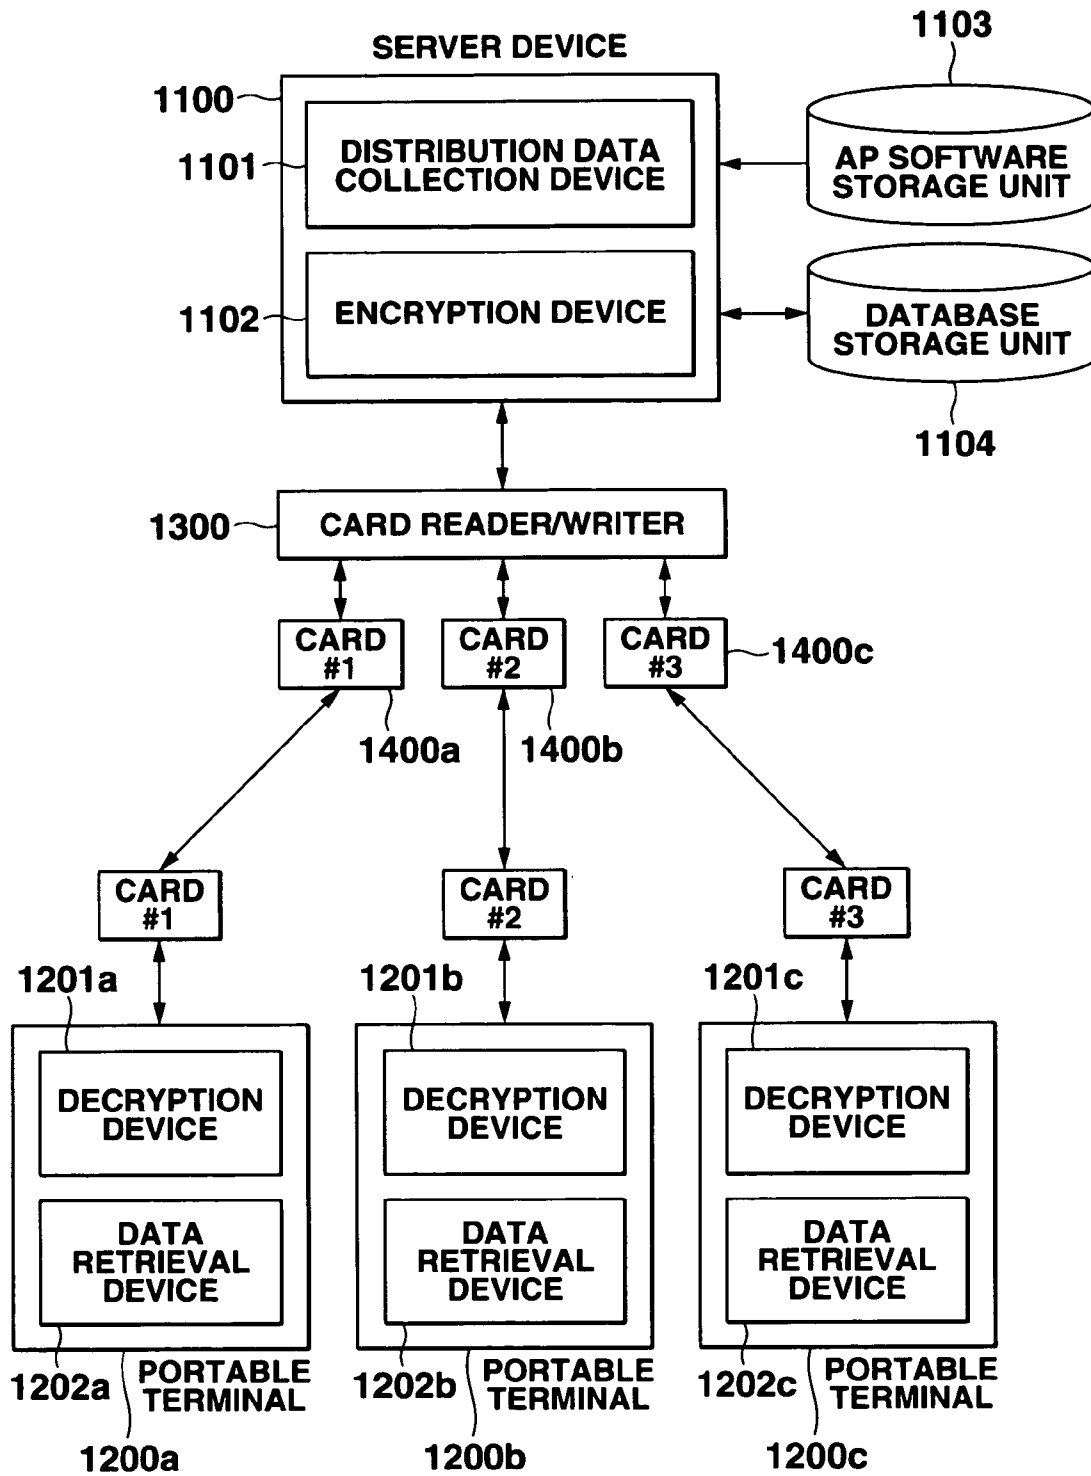 1103
SERVER DEVICE
1100
1101
DISTRIBUTION DATA
COLLECTION DEVICE
AP SOFTWARE
STORAGE UNIT
1102
ENCRYPTION DEVICE
DATABASE
STORAGE UNIT
1104
1300
CARD READER/WRITER
CARD
#1
CARD
#2
CARD
#3
1400c
1400a
1400b
CARD
#1
CARD
#2
CARD
#3
1201a
1201b
1201c
DECRYPTION
DEVICE
DECRYPTION
DEVICE
DECRYPTION
DEVICE
DATA
RETRIEVAL
DEVICE
DATA
RETRIEVAL
DEVICE
DATA
RETRIEVAL
DEVICE
1202a
PORTABLE
TERMINAL
1202b
PORTABLE
TERMINAL
1202c
PORTABLE
TERMINAL
1200a
1200b
1200c